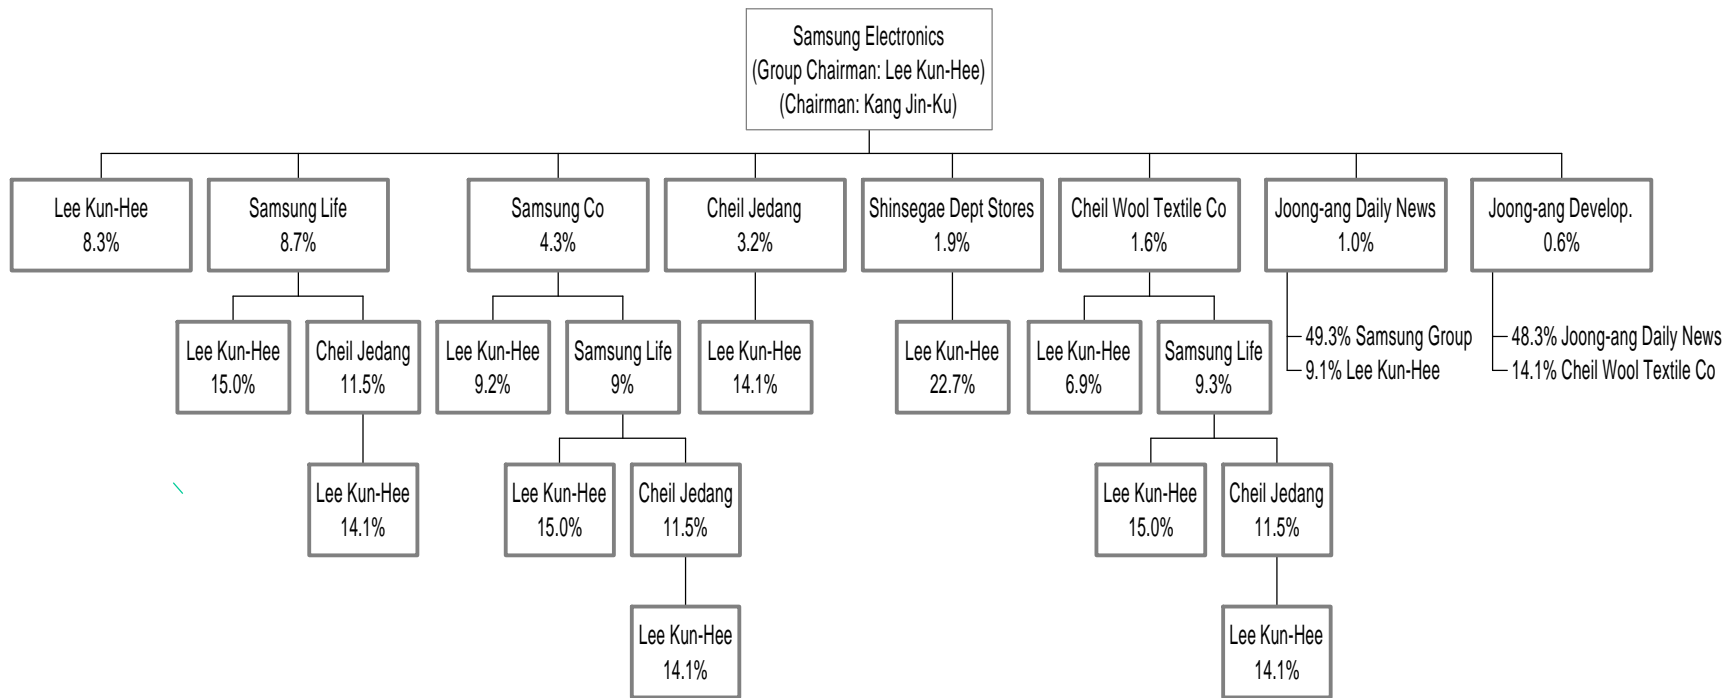 Samsung Electronics
(Group Chairman: Lee Kun-Hee)
(Chairman: Kang Jin-Ku)
Lee Kun-Hee
8.3%
Samsung Life
8.7%
Samsung Co
4.3%
Cheil Jedang
3.2%
Shinsegae Dept Stores
1.9%
Cheil Wool Textile Co
1.6%
Joong-ang Daily News
1.0%
Joong-ang Develop.
0.6%
Lee Kun-Hee
15.0%
Cheil Jedang
11.5%
Lee Kun-Hee
9.2%
Samsung Life
9%
Lee Kun-Hee
14.1%
Lee Kun-Hee
22.7%
Lee Kun-Hee
6.9%
Samsung Life
9.3%
49.3% Samsung Group
9.1% Lee Kun-Hee
48.3% Joong-ang Daily News
14.1% Cheil Wool Textile Co
Lee Kun-Hee
14.1%
Lee Kun-Hee
15.0%
Cheil Jedang
11.5%
Lee Kun-Hee
15.0%
Cheil Jedang
11.5%
Lee Kun-Hee
14.1%
Lee Kun-Hee
14.1%